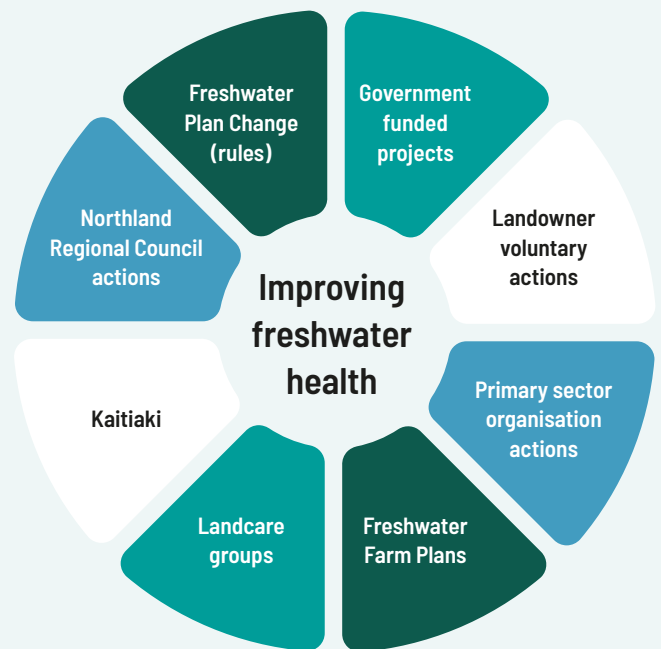 Freshwater
Plan Change
(rules)
Government
funded
projects
Landowner
voluntary
actions
Primary sector
organisation
actions
Freshwater
Farm Plans
Landcare
groups
Kaitiaki
Northland
Regional Council
actions
Improving
freshwater
health